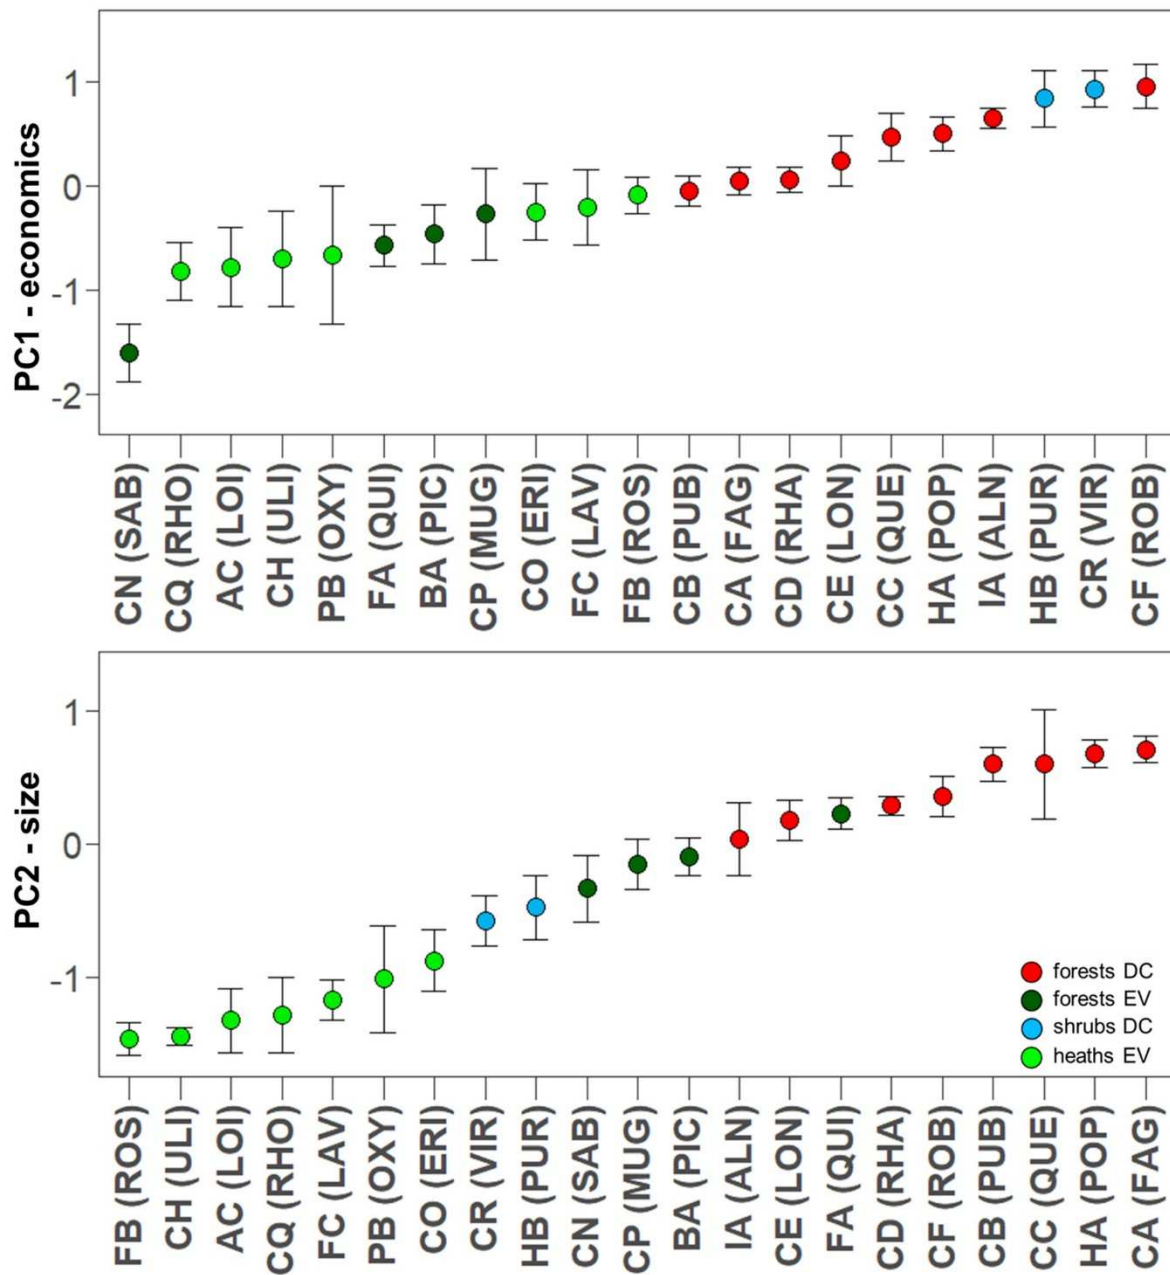 PC1 - economics
1
0
-1
-2
CN (SAB)
CQ (RHO)
AC (LOI)
CH (ULI)
PB (OXY)
FA (QUI)
BA (PIC)
CP (MUG)
CO (ERI)
FC (LAV)
FB (ROS)
CB (PUB)
CA (FAG)
CD (RHA)
CE (LON)
CC (QUE)
HA (POP)
IA (ALN)
HB (PUR)
CR (VIR)
CF (ROB)
PC2 - size
1
0
-1
forests DC
forests EV
shrubs DC
heaths EV
FB (ROS)
CH (ULI)
AC (LOI)
CQ (RHO)
FC (LAV)
PB (OXY)
CO (ERI)
CR (VIR)
HB (PUR)
CN (SAB)
CP (MUG)
BA (PIC)
IA (ALN)
CE (LON)
FA (QUI)
CD (RHA)
CF (ROB)
CB (PUB)
CC (QUE)
HA (POP)
CA (FAG)